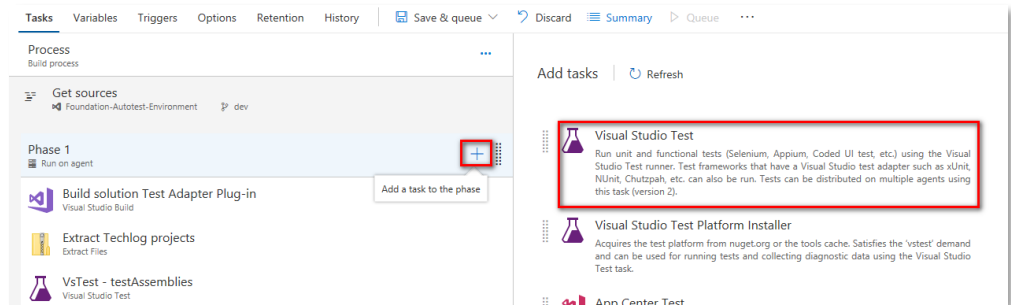 Tasks Variables Triggers Options Retention History Save & queue Discard Summary Queue ...
Process
Build process
Get sources
Foundation-Autotest-Environment dev
Phase 1
Run on agent
Add a task to the phase
Build solution Test Adapter Plug-in
Visual Studio Build
Extract Techlog projects
Extract Files
VsTest - testAssemblies
Visual Studio Test
Add tasks Refresh
Visual Studio Test
Run unit and functional tests (Selenium, Appium, Coded UI test, etc.) using the Visual
Studio Test runner. Test frameworks that have a Visual Studio test adapter such as xUnit,
NUnit, Chutzpah, etc. can also be run. Tests can be distributed on multiple agents using
this task (version 2).
Visual Studio Test Platform Installer
Acquires the test platform from nuget.org or the tools cache. Satisfies the 'vstest' demand
and can be used for running tests and collecting diagnostic data using the Visual Studio
Test task.
App Center Test